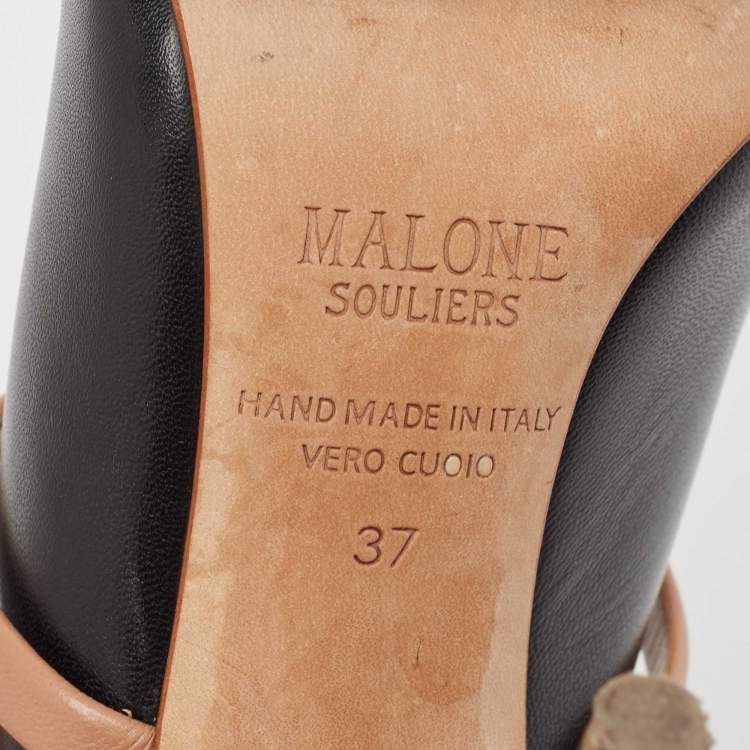 MALONE
SOULIERS
HAND MADE IN ITALY
VERO CUOIO
37